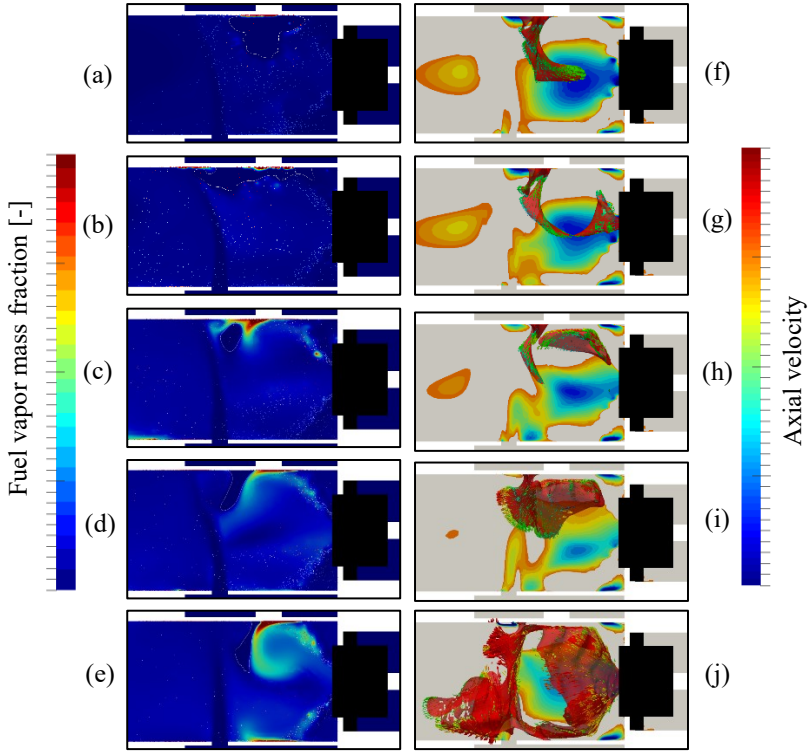 (a)
(f)
(b)
(g)
(c)
(h)
(d)
(i)
(e)
(j)
Fuel vapor mass fraction [-]
Axial velocity